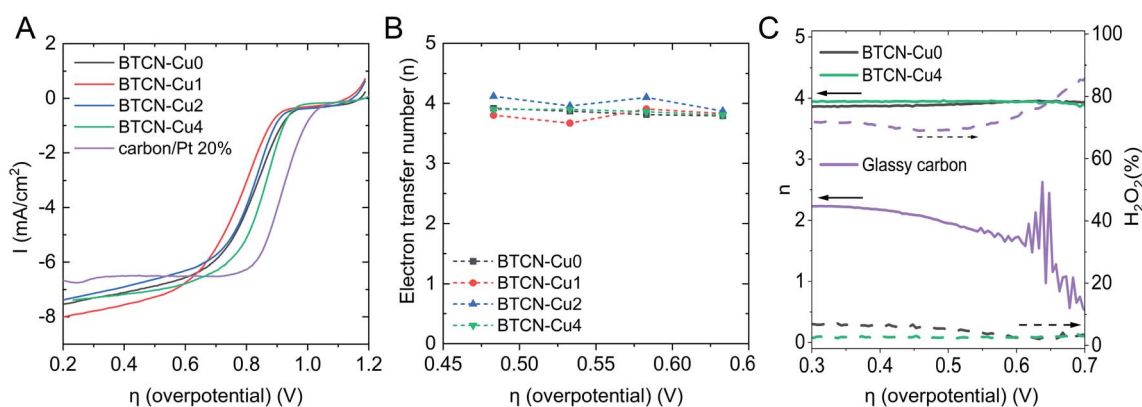 A
2
0
-2
-4
-6
-8
I (mA/cm²)
BTCN-Cu0
BTCN-Cu1
BTCN-Cu2
BTCN-Cu4
carbon/Pt 20%
0.2 0.4 0.6 0.8 1.0 1.2
η (overpotential) (V)
B
5
4
3
2
1
0
Electron transfer number (n)
BTCN-Cu0
BTCN-Cu1
BTCN-Cu2
BTCN-Cu4
0.45 0.50 0.55 0.60 0.6
η (overpotential) (V)
C
5
4
3
2
1
0
n
BTCN-Cu0
BTCN-Cu4
Glassy carbon
100
80
60
40
20
0
H₂O₂(%)
0.3 0.4 0.5 0.6 0.7
η (overpotential) (V)